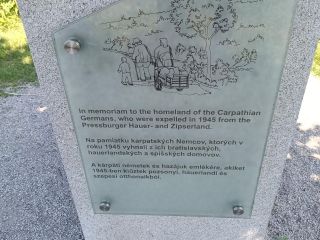 In memoriam to the homeland of the Carpathian
Germans, who were expelled in 1945 from the
Pressburger Hauer- and Zipserland.
Na pamiatku karpatských Nemcov, ktorých v
roku 1945 vyhnali z ich bratislavských,
hauerlandských a spišských domovov.
A kárpáti németek és hazájuk emlékére, akiket
1945-ben kiűztek pozsonyi, hauerlandi és
szepesi otthonaikból.